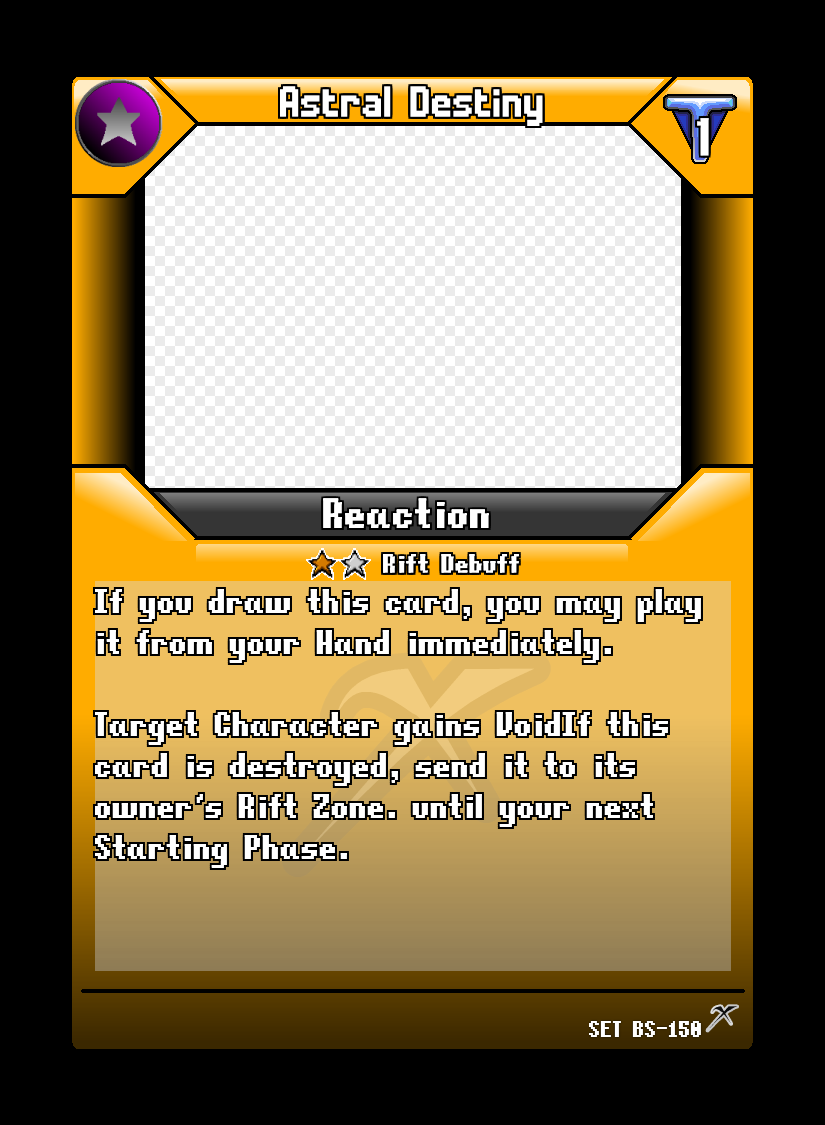 Astral Destiny
1
Reaction
Rift Debuff
If you draw this card, you may play
it from your Hand immediately.
Target Character gains VoidIf this
card is destroyed, send it to its
owner's Rift Zone. until your next
Starting Phase.
SET BS-150